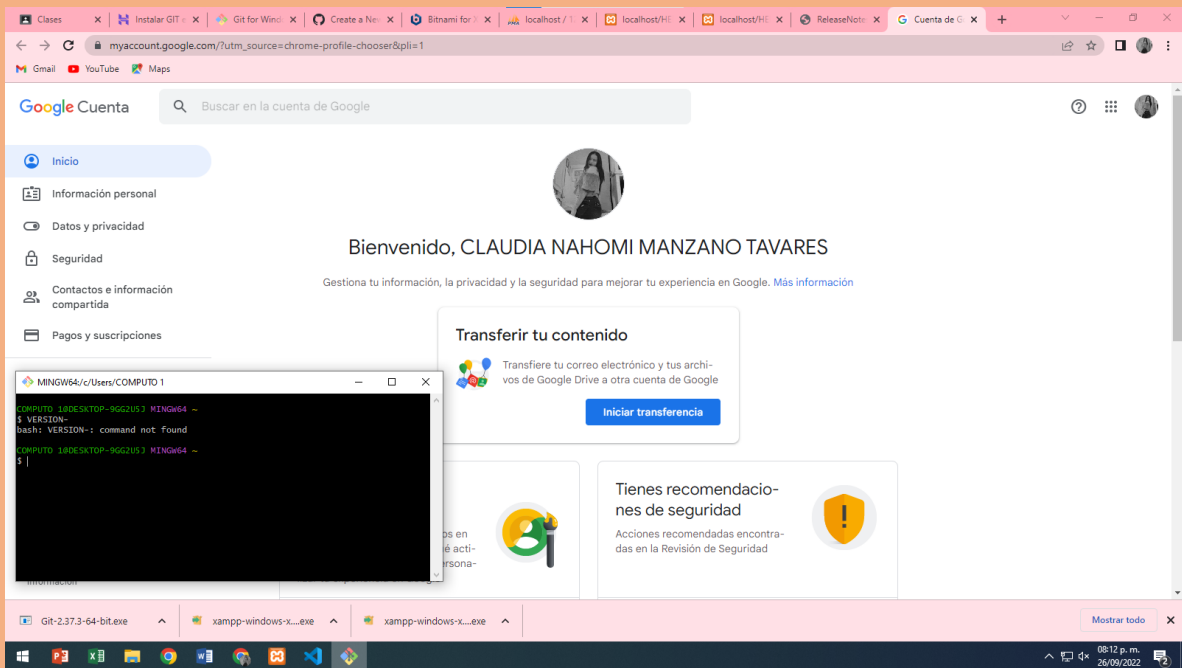 Clases
Instalar GIT e
Git for Wind
Create a Ne
Bitnami for X
localhost / 1
localhost/HE
localhost/HE
ReleaseNote
Cuenta de G
myaccount.google.com/?utm_source=chrome-profile-chooser&pli=1
Gmail YouTube Maps
Google Cuenta
Buscar en la cuenta de Google
Inicio
Información personal
Datos y privacidad
Seguridad
Contactos e información
compartida
Pagos y suscripciones
Bienvenido, CLAUDIA NAHOMI MANZANO TAVARES
Gestiona tu información, la privacidad y la seguridad para mejorar tu experiencia en Google. Más información
Transferir tu contenido
Transfiere tu correo electrónico y tus archi-
vos de Google Drive a otra cuenta de Google
Iniciar transferencia
MINGW64:/c/Users/COMPUTO 1
COMPUTO 1@DESKTOP-9GG2U5J MINGW64 ~
$ VERSION-
bash: VERSION-: command not found
COMPUTO 1@DESKTOP-9GG2U5J MINGW64 ~
$
os en
é acti-
ersona-
Tienes recomendacio-
nes de seguridad
Acciones recomendadas encontra-
das en la Revisión de Seguridad
Git-2.37.3-64-bit.exe
xampp-windows-x....exe
xampp-windows-x....exe
Mostrar todo
08:12 p. m.
26/09/2022
2